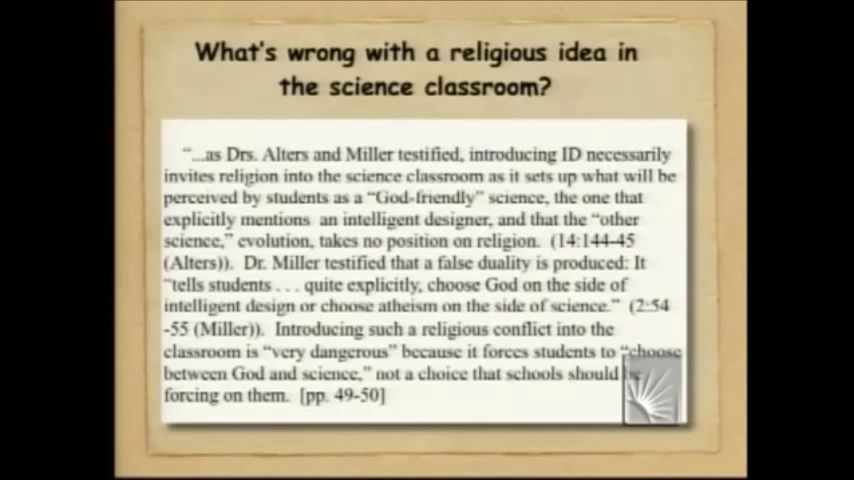 What's wrong with a religious idea in
the science classroom?
"...as Drs. Alters and Miller testified, introducing ID necessarily
invites religion into the science classroom as it sets up what will be
perceived by students as a "God-friendly" science, the one that
explicitly mentions an intelligent designer, and that the "other
science," evolution, takes no position on religion. (14:144-45
(Alters)). Dr. Miller testified that a false duality is produced: It
"tells students . . . quite explicitly, choose God on the side of
intelligent design or choose atheism on the side of science." (2:54
-55 (Miller)). Introducing such a religious conflict into the
classroom is "very dangerous" because it forces students to "choose
between God and science," not a choice that schools should be
forcing on them. [pp. 49-50]